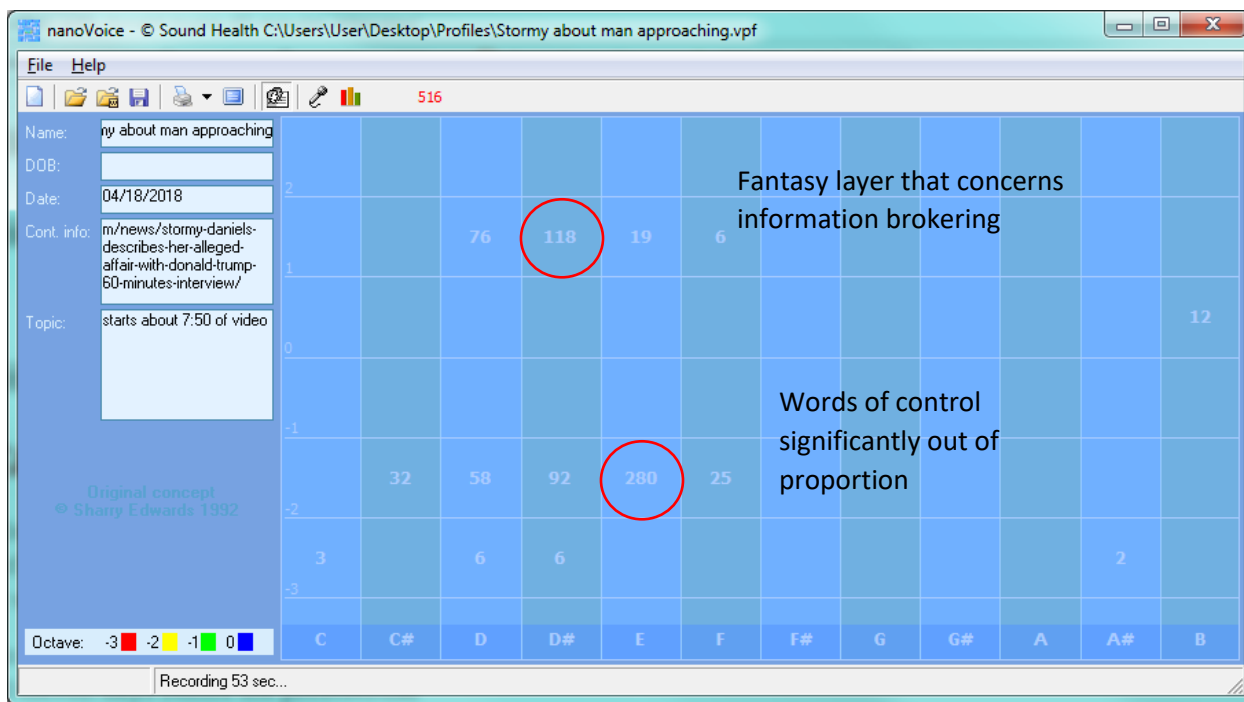 nanoVoice - © Sound Health C:\Users\User\Desktop\Profiles\Stormy about man approaching.vpf
File Help
516
Name: ny about man approaching
DOB:
Date: 04/18/2018
Cont. info: m/news/stormy-daniels-
describes-her-alleged-
affair-with-donald-trump-
60-minutes-interview/
Topic: starts about 7:50 of video
Original concept
© Sharry Edwards 1992
Octave: -3 -2 -1 0
2
Fantasy layer that concerns
information brokering
76 118 19 6
1
12
0
Words of control
significantly out of
proportion
-1
32 58 92 280 25
-2
3 6 6 2
-3
C C# D D# E F F# G G# A A# B
Recording 53 sec...